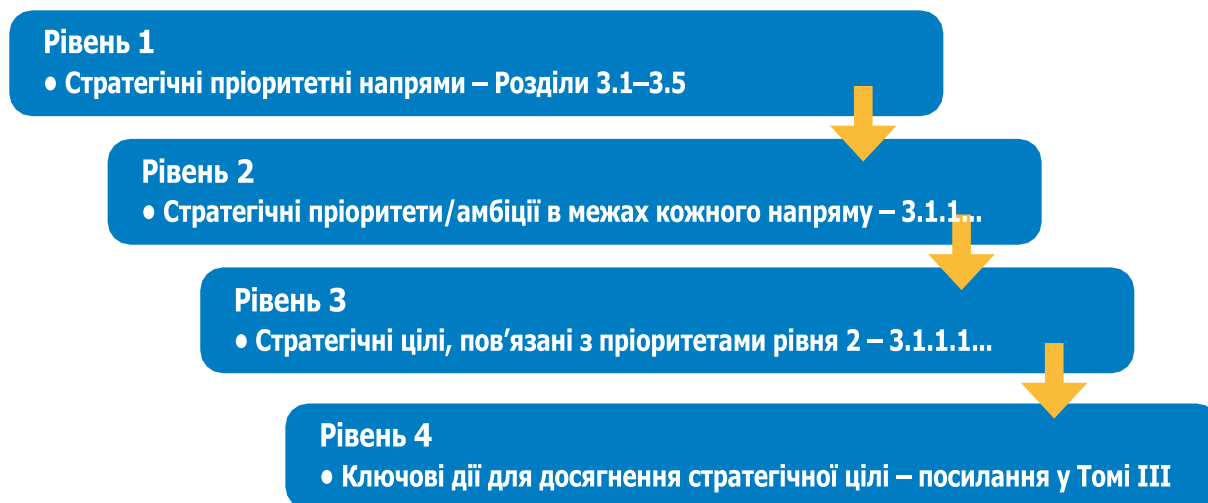 Рівень 1
• Стратегічні пріоритетні напрями – Розділи 3.1–3.5
Рівень 2
• Стратегічні пріоритети/амбіції в межах кожного напряму – 3.1.1...
Рівень 3
• Стратегічні цілі, пов’язані з пріоритетами рівня 2 – 3.1.1.1...
Рівень 4
• Ключові дії для досягнення стратегічної цілі – посилання у Томі III